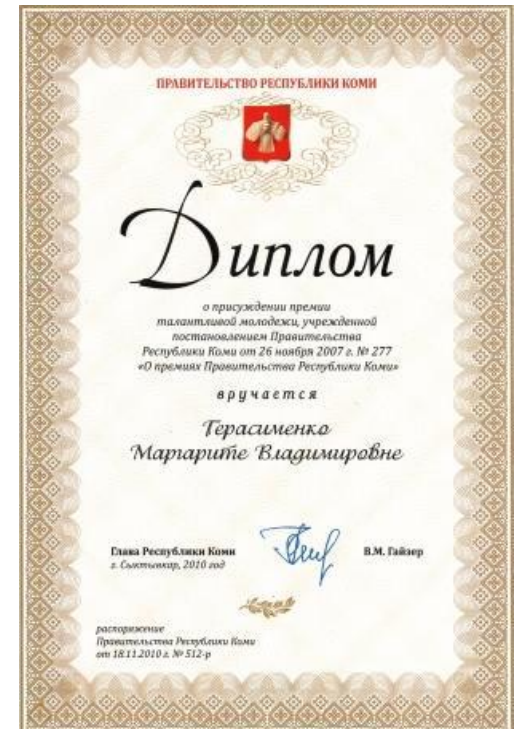 ПРАВИТЕЛЬСТВО РЕСПУБЛИКИ КОМИ
Диплом
о присуждении премии
талантливой молодежи, учрежденной
постановлением Правительства
Республики Коми от 26 ноября 2007 г. № 277
«О премиях Правительства Республики Коми»
вручается
Герасименко
Маргарите Владимировне
Глава Республики Коми
г. Сыктывкар, 2010 год
В.М. Гайзер
распоряжение
Правительства Республики Коми
от 18.11.2010 г. № 512-р